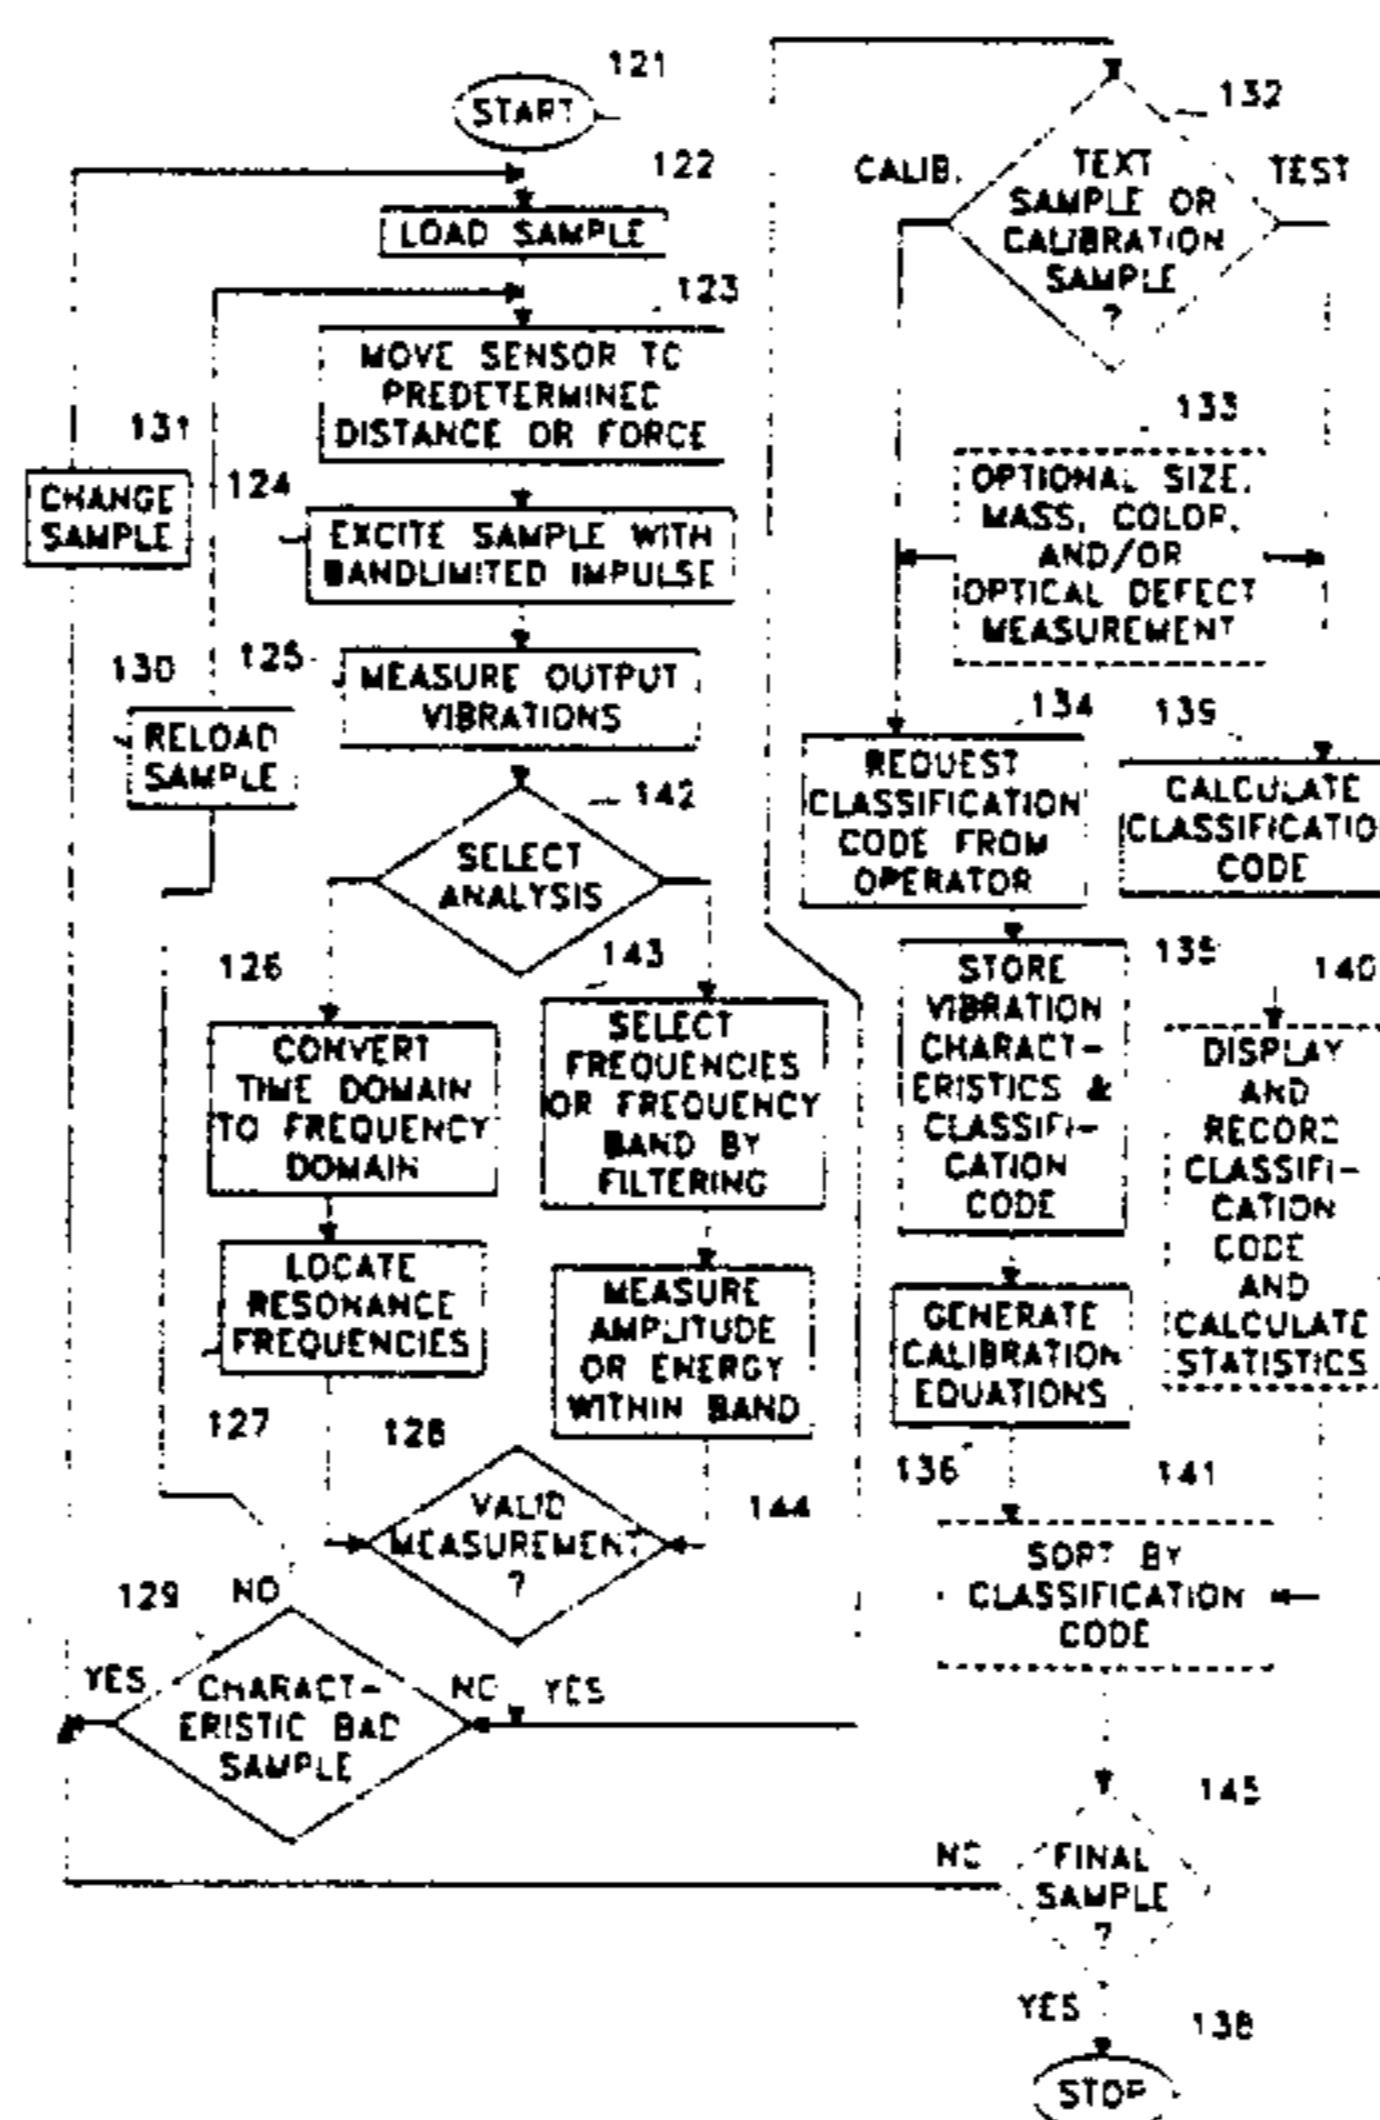 121
START
122
LOAD SAMPLE
123
MOVE SENSOR TO
PREDETERMINED
DISTANCE OR FORCE
131
CHANGE
SAMPLE
124
EXCITE SAMPLE WITH
BANDLIMITED IMPULSE
125
MEASURE OUTPUT
VIBRATIONS
130
RELOAD
SAMPLE
142
SELECT
ANALYSIS
126
CONVERT
TIME DOMAIN
TO FREQUENCY
DOMAIN
143
SELECT
FREQUENCIES
OR FREQUENCY
BAND BY
FILTERING
LOCATE
RESONANCE
FREQUENCIES
127
MEASURE
AMPLITUDE
OR ENERGY
WITHIN BAND
144
128
VALID
MEASUREMENT
?
129
NO
YES
CHARACT-
ERISTIC BAD
SAMPLE
NO
YES
132
CALIB.
TEXT
SAMPLE OR
CALIBRATION
SAMPLE
?
TEST
133
OPTIONAL SIZE,
MASS, COLOR,
AND/OR
OPTICAL DEFECT
MEASUREMENT
134
REQUEST
CLASSIFICATION
CODE FROM
OPERATOR
139
CALCULATE
CLASSIFICATIO
CODE
135
STORE
VIBRATION
CHARACT-
ERISTICS &
CLASSIFI-
CATION
CODE
140
DISPLAY
AND
RECORD
CLASSIFI-
CATION
CODE
AND
CALCULATE
STATISTICS
GENERATE
CALIBRATION
EQUATIONS
136
141
SORT BY
CLASSIFICATION
CODE
145
NO
FINAL
SAMPLE
?
YES
138
STOP